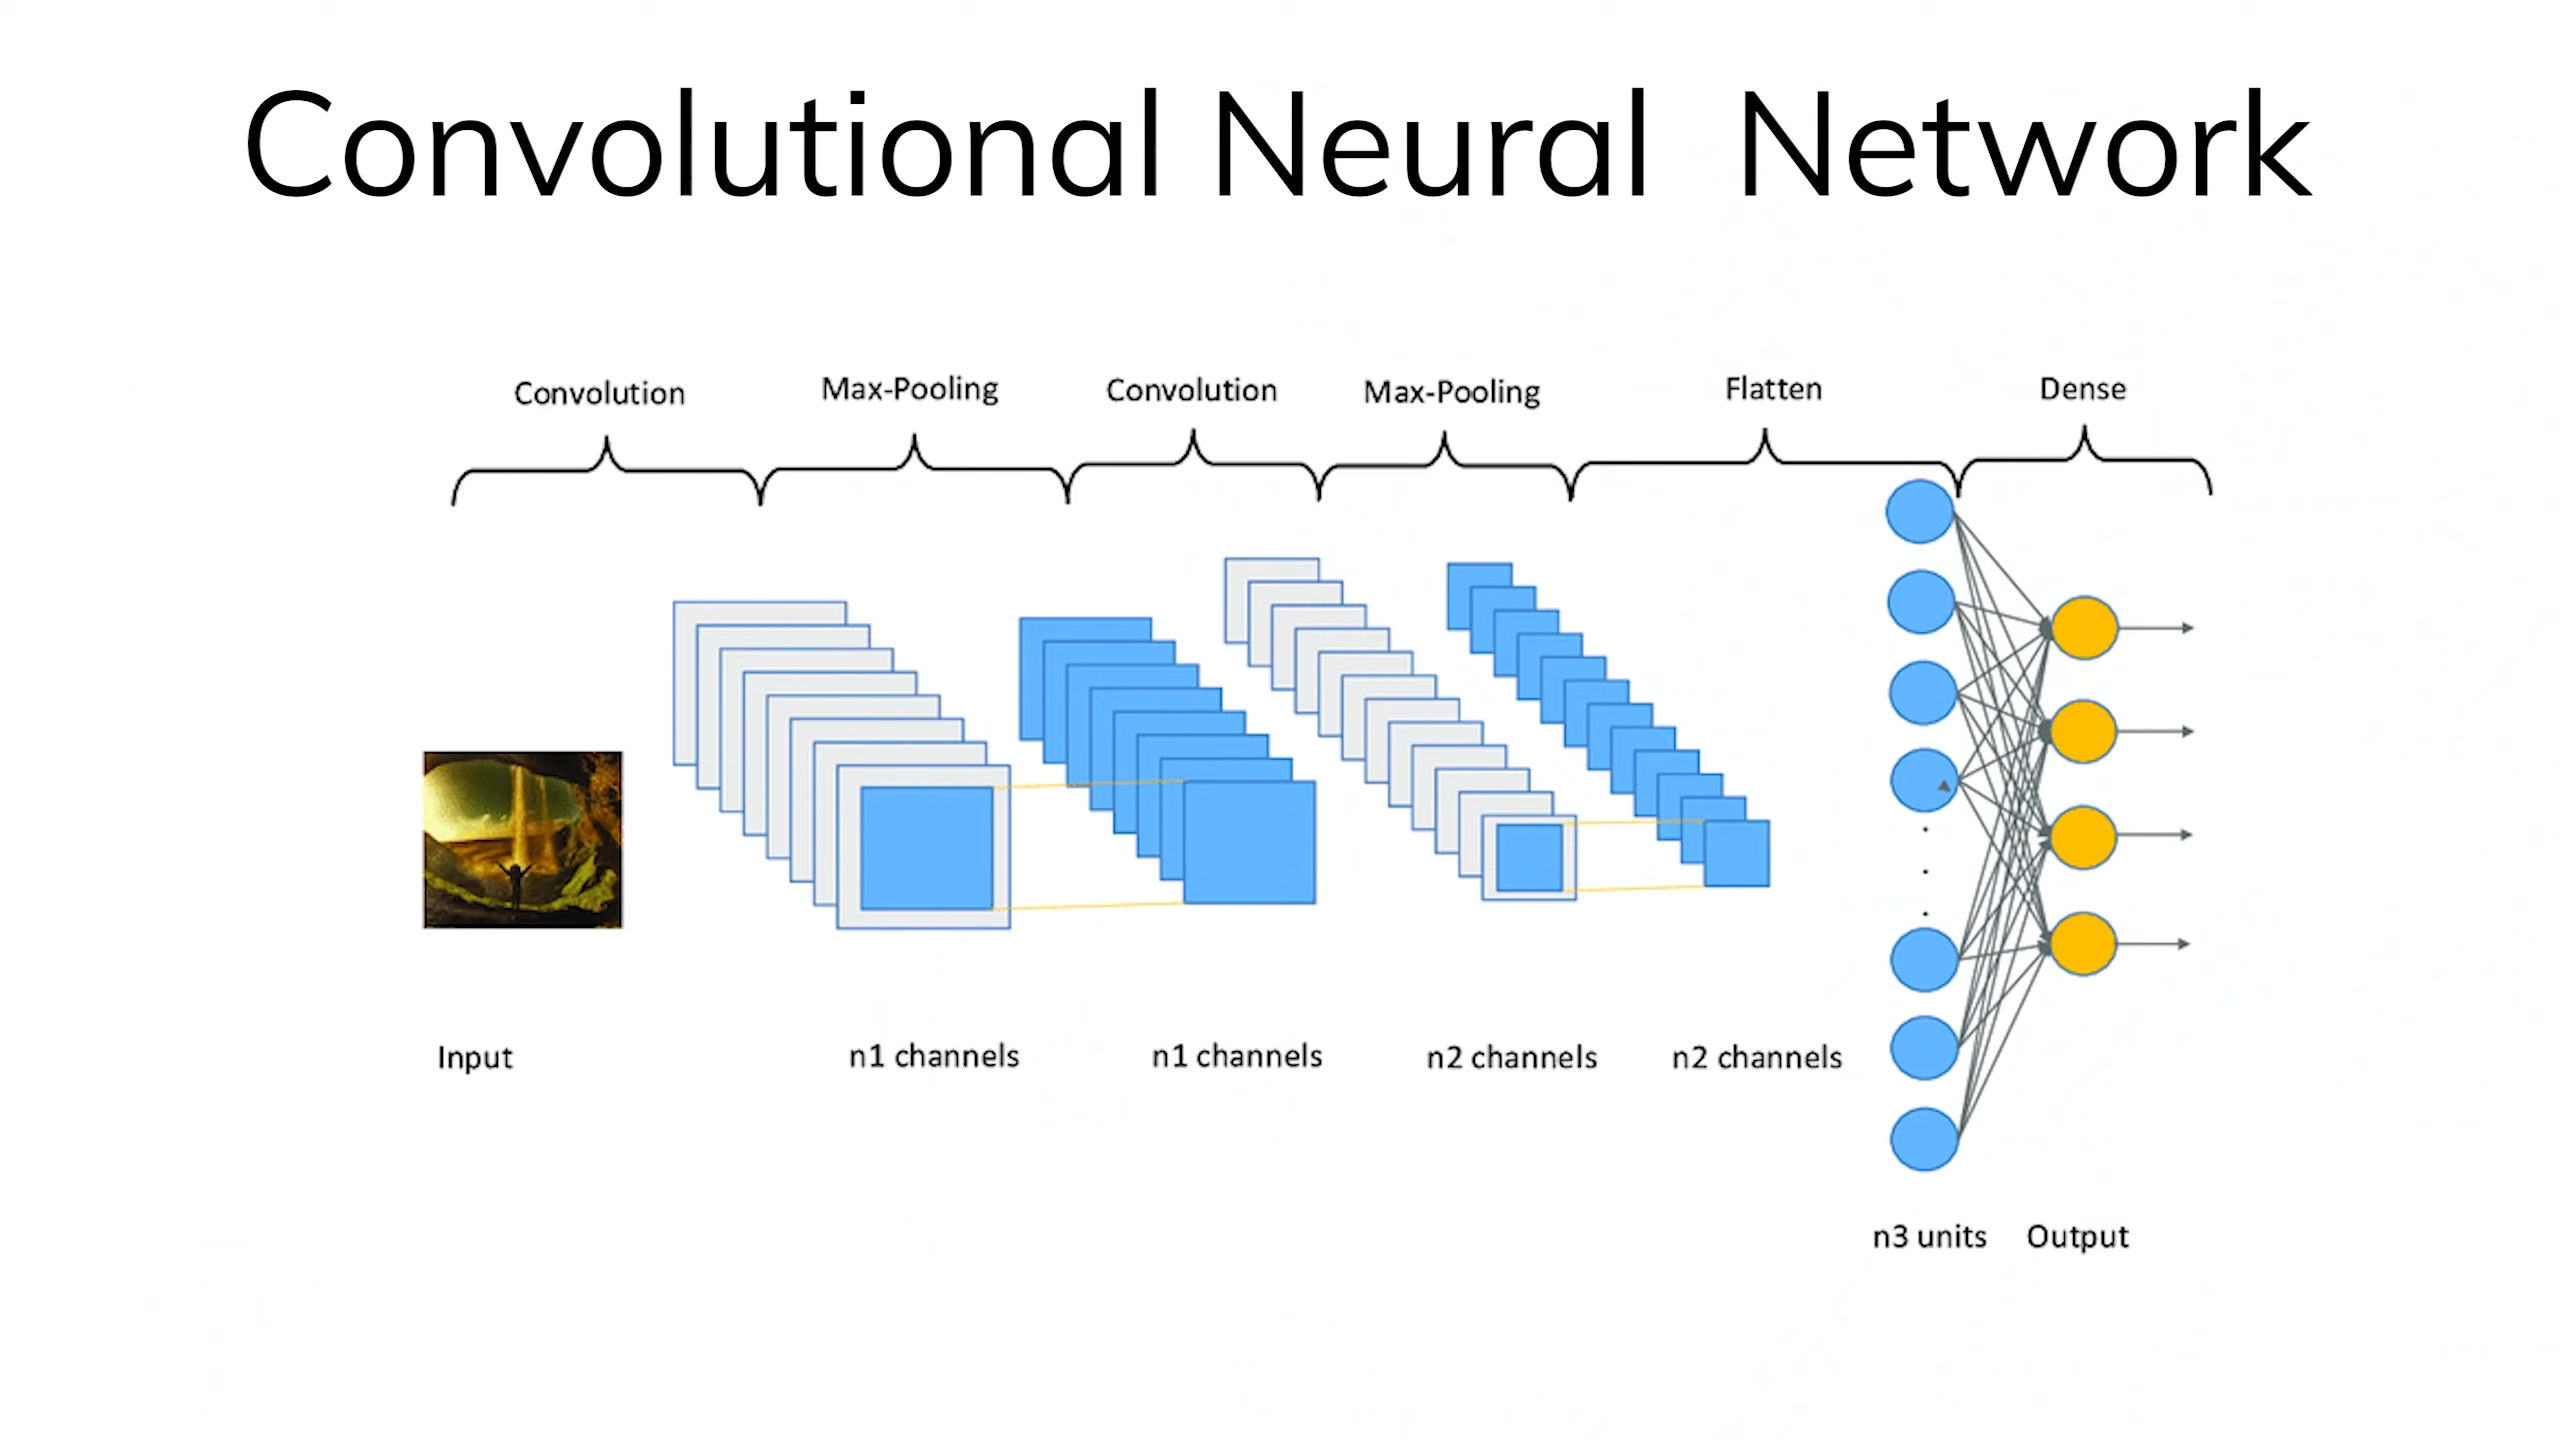 Convolutional Neural  Network
Convolution Max-Pooling Convolution Max-Pooling Flatten Dense
Input n1 channels n1 channels n2 channels n2 channels
n3 units Output